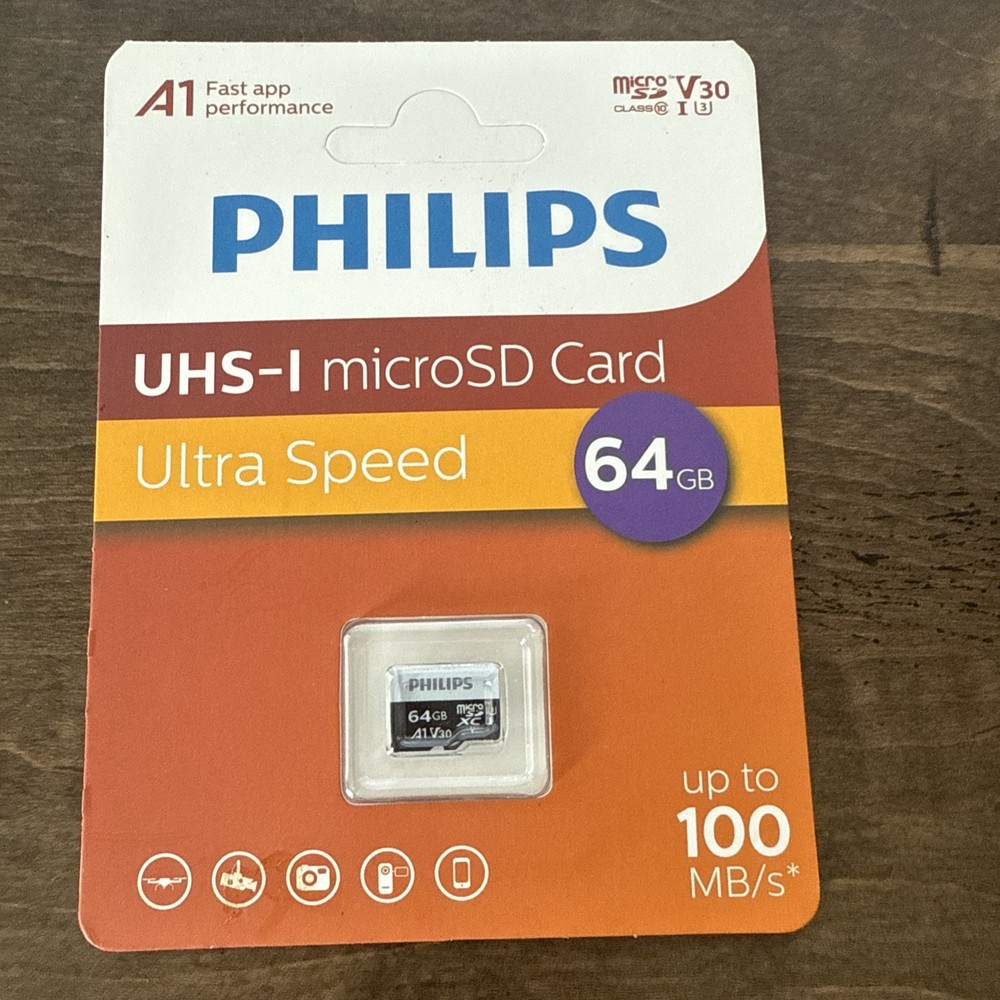 A1 Fast app
performance
micro SD V30
CLASS 10 I 3
PHILIPS
UHS-I microSD Card
Ultra Speed
64GB
PHILIPS
64GB micro SD
XC I
A1 V30
up to
100
MB/s*